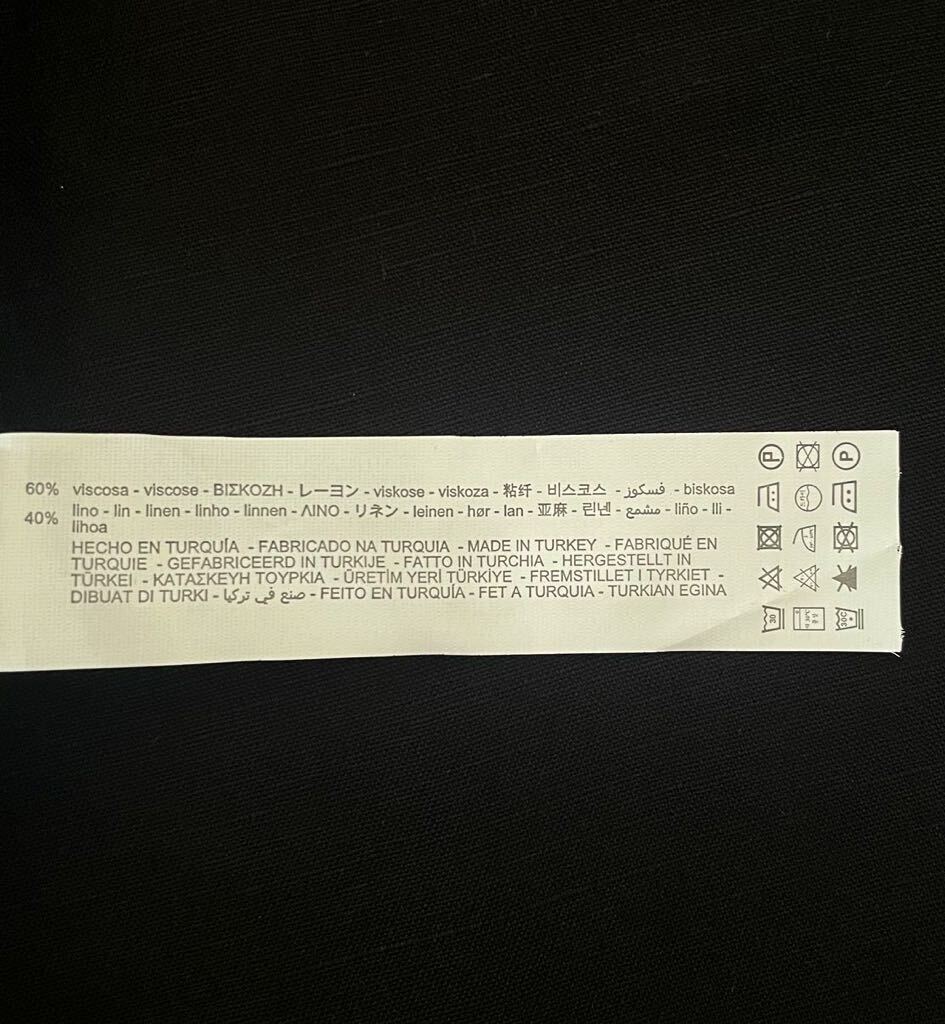 60% viscosa - viscose - ΒΙΣΚΟΖΗ - レーヨン - viskose - viskoza - 粘纤 - 비스코스 - فسكوز - biskosa
40% lino - lin - linen - linho - linnen - ΛΙΝΟ - リネン - leinen - hør - lan - 亚麻 - 린넨 - مشمع - liño - lli -
lihoa
HECHO EN TURQUÍA - FABRICADO NA TURQUIA - MADE IN TURKEY - FABRIQUÉ EN
TURQUIE - GEFABRICEERD IN TURKIJE - FATTO IN TURCHIA - HERGESTELLT IN
TÜRKEI - ΚΑΤΑΣΚΕΥΗ ΤΟΥΡΚΙΑ - ÜRETİM YERİ TÜRKİYE - FREMSTILLET I TYRKIET -
DIBUAT DI TURKI - صنع في تركيا - FEITO EN TURQUÍA - FET A TURQUIA - TURKIAN EGINA
P P
30 30C